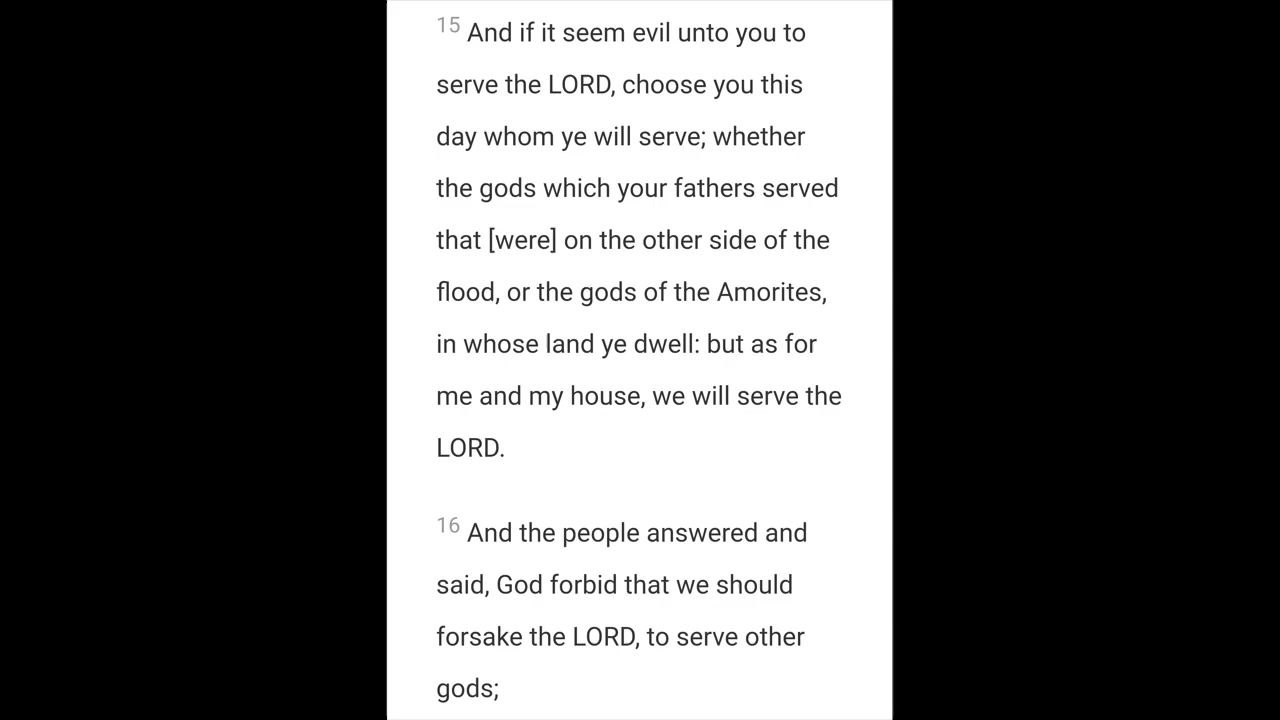 15 And if it seem evil unto you to
serve the LORD, choose you this
day whom ye will serve; whether
the gods which your fathers served
that [were] on the other side of the
flood, or the gods of the Amorites,
in whose land ye dwell: but as for
me and my house, we will serve the
LORD.
16 And the people answered and
said, God forbid that we should
forsake the LORD, to serve other
gods;